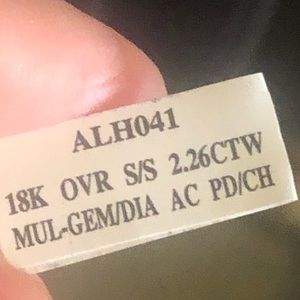 ALH041
18K OVR S/S 2.26CTW
MUL-GEM/DIA AC PD/CH